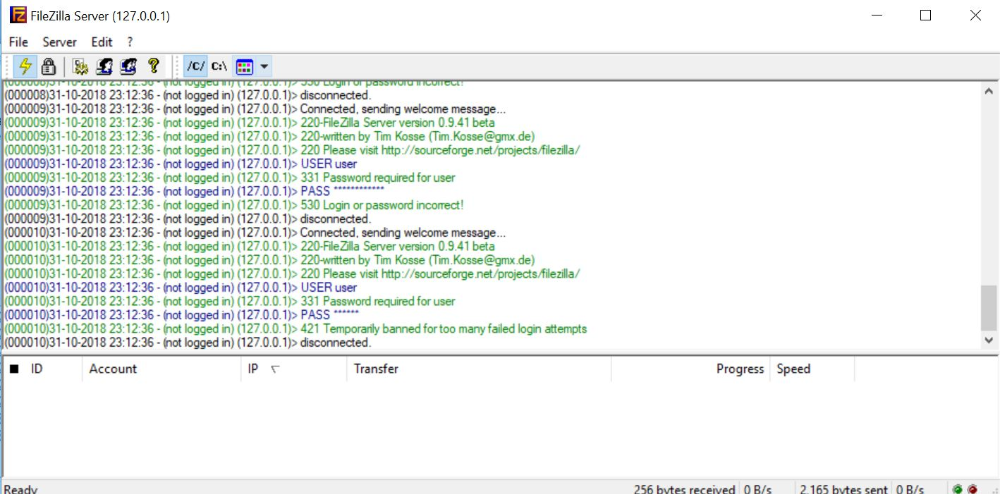 FileZilla Server (127.0.0.1)
File Server Edit ?
/C/ C:\
(000008)31-10-2018 23:12:36 - (not logged in) (127.0.0.1)> 530 Login or password incorrect!
(000008)31-10-2018 23:12:36 - (not logged in) (127.0.0.1)> disconnected.
(000009)31-10-2018 23:12:36 - (not logged in) (127.0.0.1)> Connected, sending welcome message...
(000009)31-10-2018 23:12:36 - (not logged in) (127.0.0.1)> 220-FileZilla Server version 0.9.41 beta
(000009)31-10-2018 23:12:36 - (not logged in) (127.0.0.1)> 220-written by Tim Kosse (Tim.Kosse@gmx.de)
(000009)31-10-2018 23:12:36 - (not logged in) (127.0.0.1)> 220 Please visit http://sourceforge.net/projects/filezilla/
(000009)31-10-2018 23:12:36 - (not logged in) (127.0.0.1)> USER user
(000009)31-10-2018 23:12:36 - (not logged in) (127.0.0.1)> 331 Password required for user
(000009)31-10-2018 23:12:36 - (not logged in) (127.0.0.1)> PASS ************
(000009)31-10-2018 23:12:36 - (not logged in) (127.0.0.1)> 530 Login or password incorrect!
(000009)31-10-2018 23:12:36 - (not logged in) (127.0.0.1)> disconnected.
(000010)31-10-2018 23:12:36 - (not logged in) (127.0.0.1)> Connected, sending welcome message...
(000010)31-10-2018 23:12:36 - (not logged in) (127.0.0.1)> 220-FileZilla Server version 0.9.41 beta
(000010)31-10-2018 23:12:36 - (not logged in) (127.0.0.1)> 220-written by Tim Kosse (Tim.Kosse@gmx.de)
(000010)31-10-2018 23:12:36 - (not logged in) (127.0.0.1)> 220 Please visit http://sourceforge.net/projects/filezilla/
(000010)31-10-2018 23:12:36 - (not logged in) (127.0.0.1)> USER user
(000010)31-10-2018 23:12:36 - (not logged in) (127.0.0.1)> 331 Password required for user
(000010)31-10-2018 23:12:36 - (not logged in) (127.0.0.1)> PASS ******
(000010)31-10-2018 23:12:36 - (not logged in) (127.0.0.1)> 421 Temporarily banned for too many failed login attempts
(000010)31-10-2018 23:12:36 - (not logged in) (127.0.0.1)> disconnected.
ID Account IP Transfer Progress Speed
Ready 256 bytes received 0 B/s 2.165 bytes sent 0 B/s